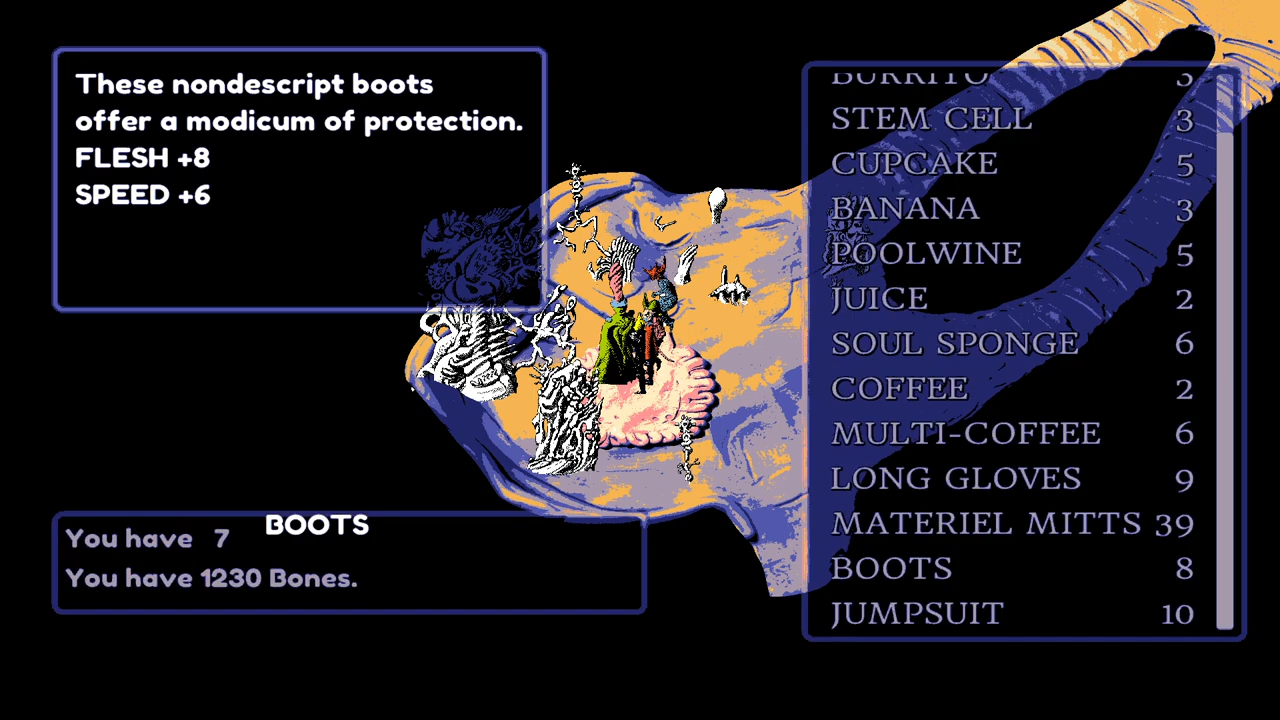 These nondescript boots
offer a modicum of protection.
FLESH +8
SPEED +6
BURRITO 3
STEM CELL 3
CUPCAKE 5
BANANA 3
POOLWINE 5
JUICE 2
SOUL SPONGE 6
COFFEE 2
MULTI-COFFEE 6
LONG GLOVES 9
MATERIEL MITTS 39
BOOTS 8
JUMPSUIT 10
You have 7 BOOTS
You have 1230 Bones.